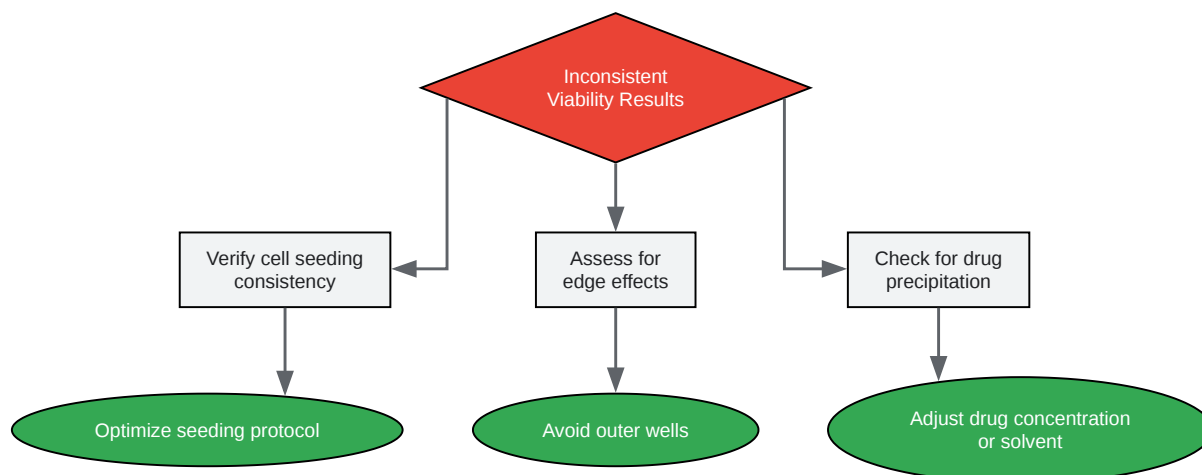 Inconsistent
Viability Results
Verify cell seeding
consistency
Assess for
edge effects
Check for drug
precipitation
Optimize seeding protocol
Avoid outer wells
Adjust drug concentration
or solvent